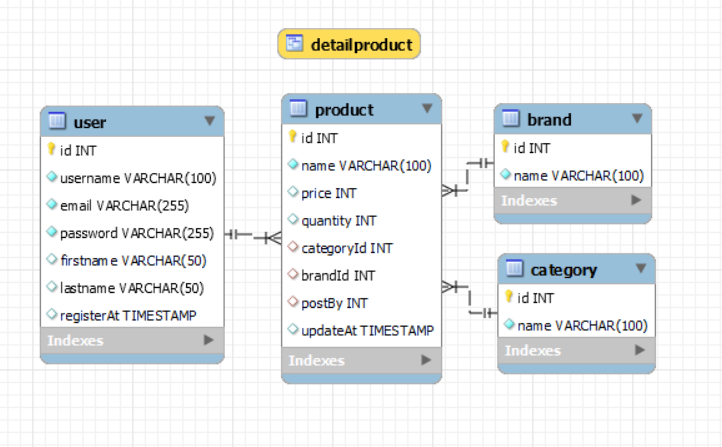 detailproduct
user
id INT
username VARCHAR(100)
email VARCHAR(255)
password VARCHAR(255)
firstname VARCHAR(50)
lastname VARCHAR(50)
registerAt TIMESTAMP
Indexes
product
id INT
name VARCHAR(100)
price INT
quantity INT
categoryId INT
brandId INT
postBy INT
updateAt TIMESTAMP
Indexes
brand
id INT
name VARCHAR(100)
Indexes
category
id INT
name VARCHAR(100)
Indexes